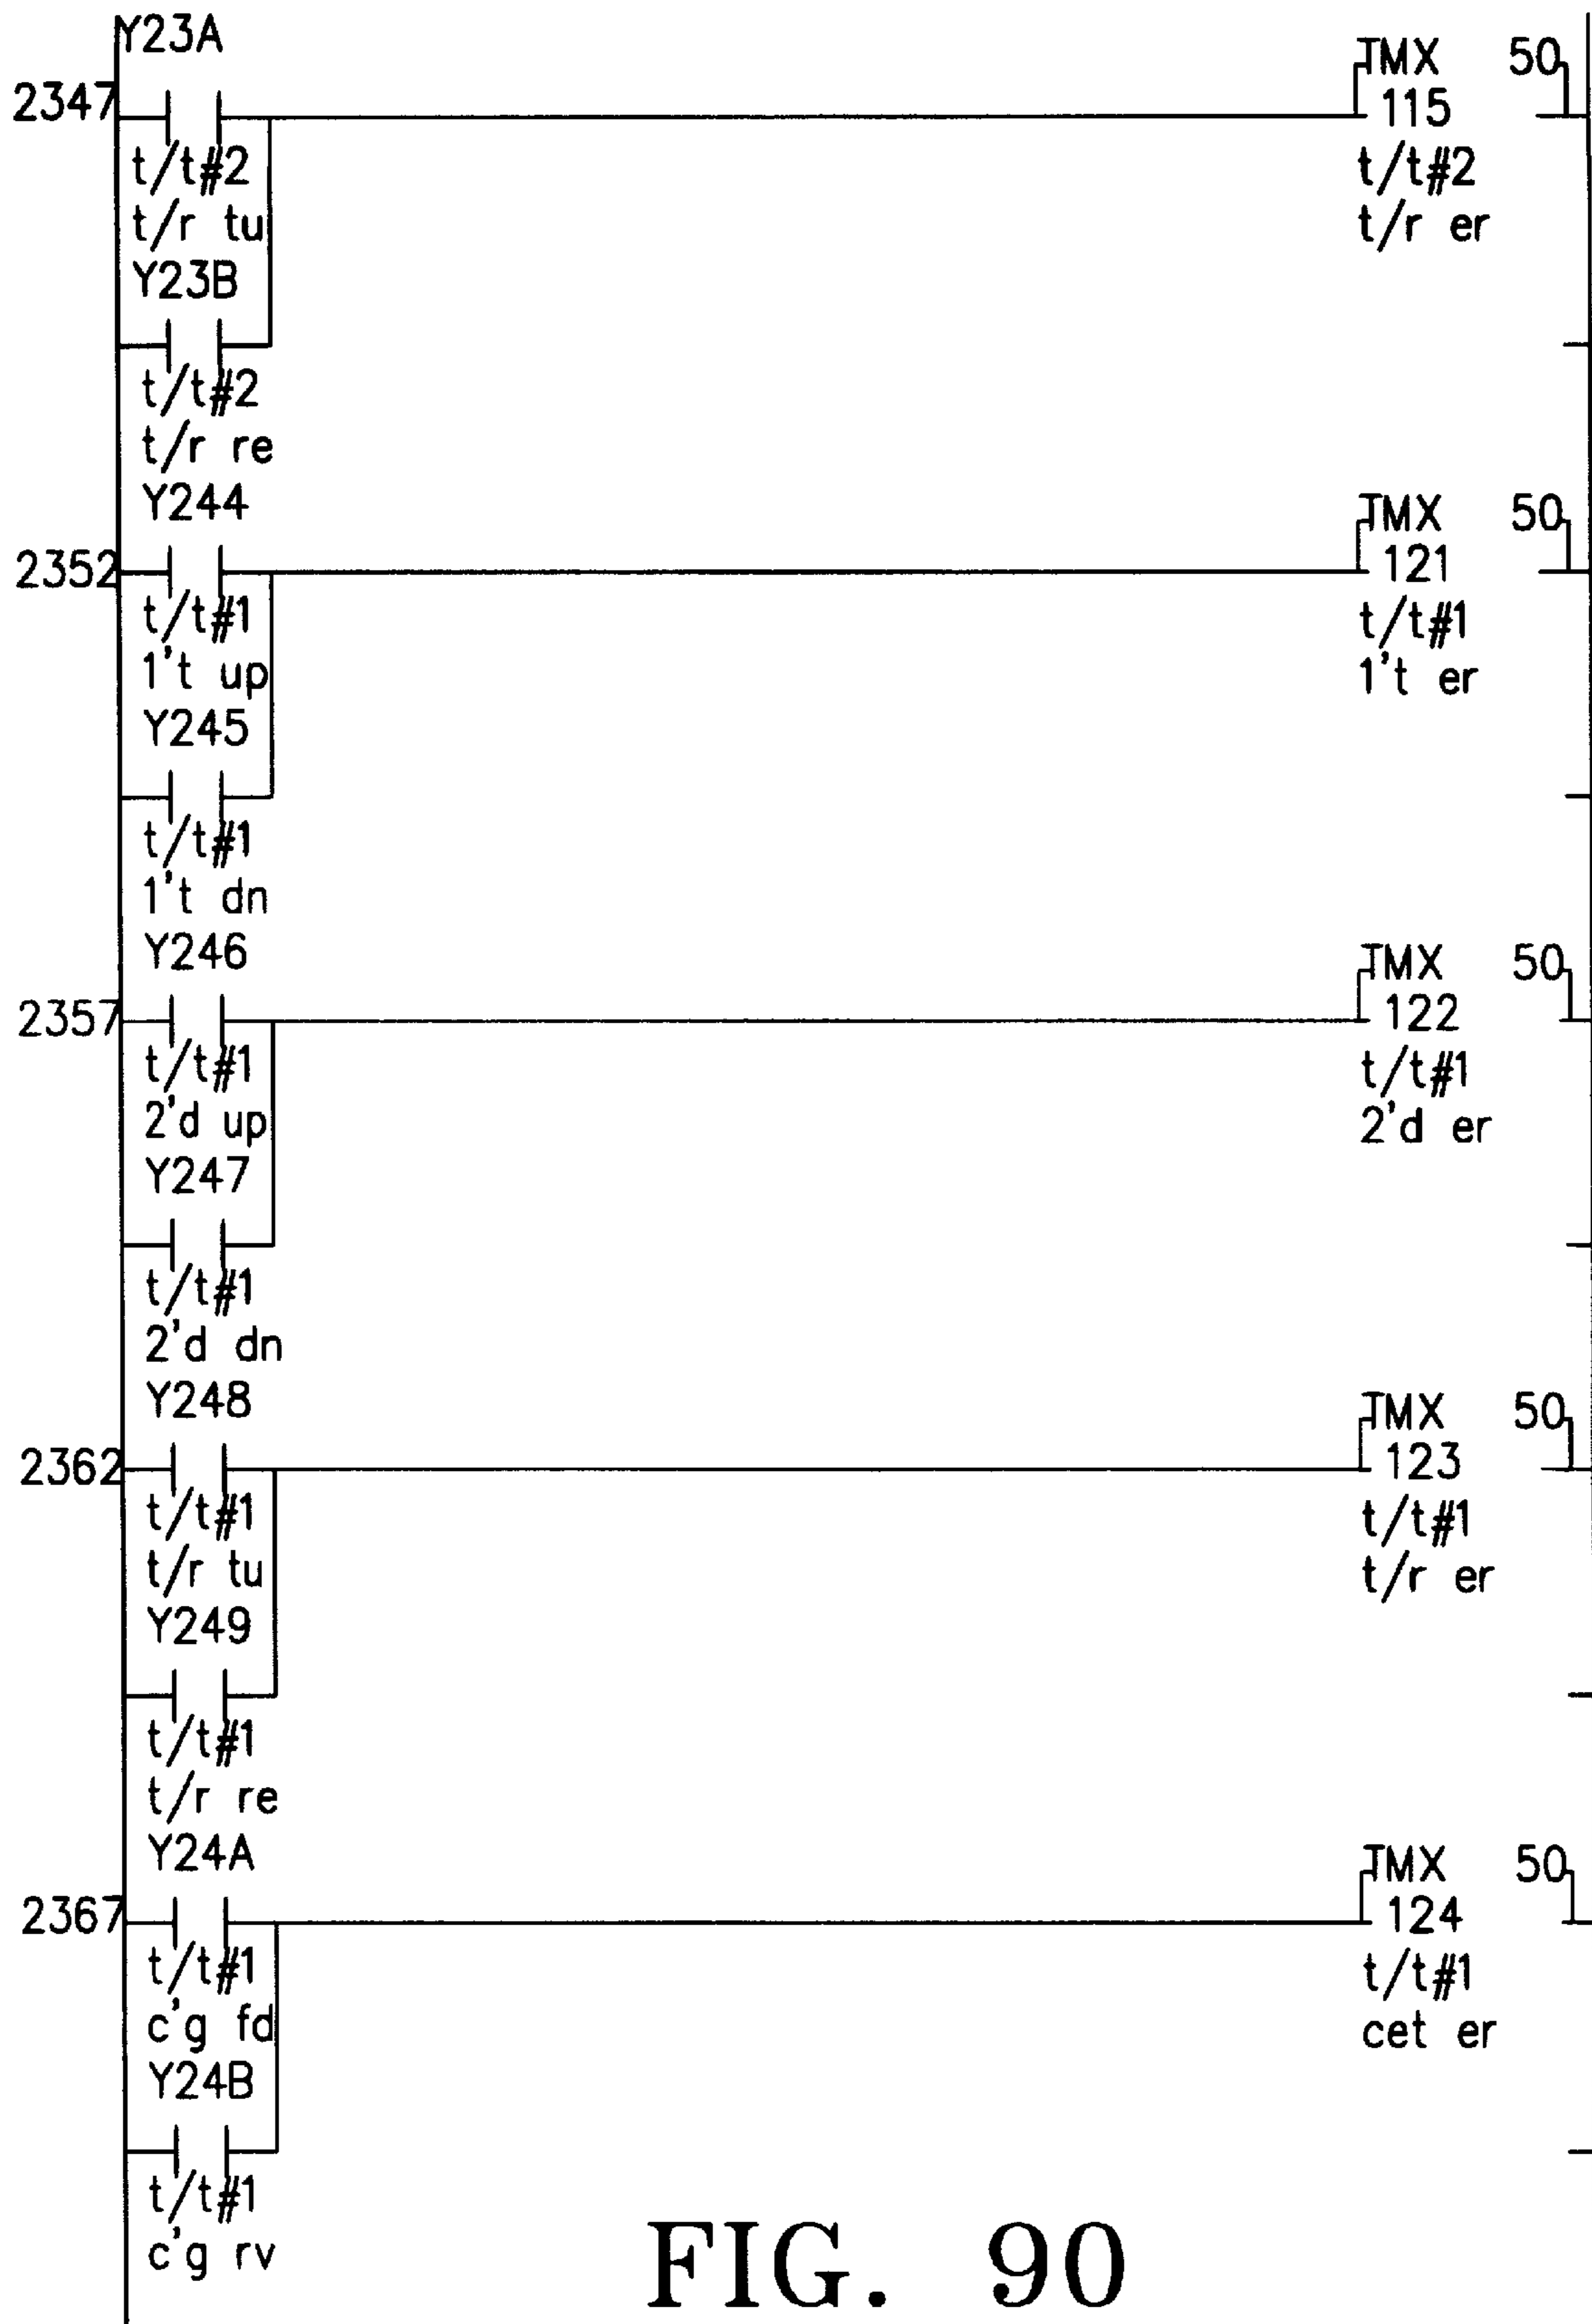 Y23A
2347
TMX 50
115
t/t#2
t/r tu
t/t#2
t/r er
Y23B
t/t#2
t/r re
Y244
2352
TMX 50
121
t/t#1
1't up
t/t#1
1't er
Y245
t/t#1
1't dn
Y246
2357
TMX 50
122
t/t#1
2'd up
t/t#1
2'd er
Y247
t/t#1
2'd dn
Y248
2362
TMX 50
123
t/t#1
t/r tu
t/t#1
t/r er
Y249
t/t#1
t/r re
Y24A
2367
TMX 50
124
t/t#1
c'g fd
t/t#1
cet er
Y24B
t/t#1
c'g rv
FIG. 90